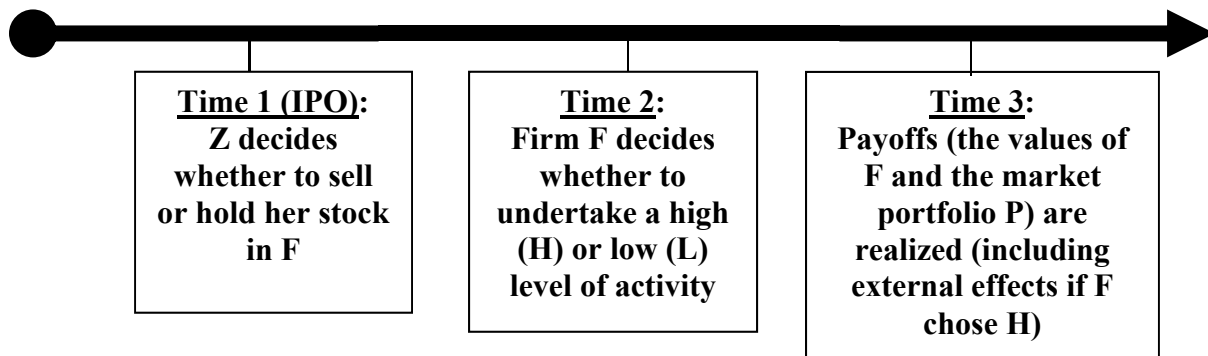 Time 1 (IPO):
Z decides
whether to sell
or hold her stock
in F
Time 2:
Firm F decides
whether to
undertake a high
(H) or low (L)
level of activity
Time 3:
Payoffs (the values of
F and the market
portfolio P) are
realized (including
external effects if F
chose H)